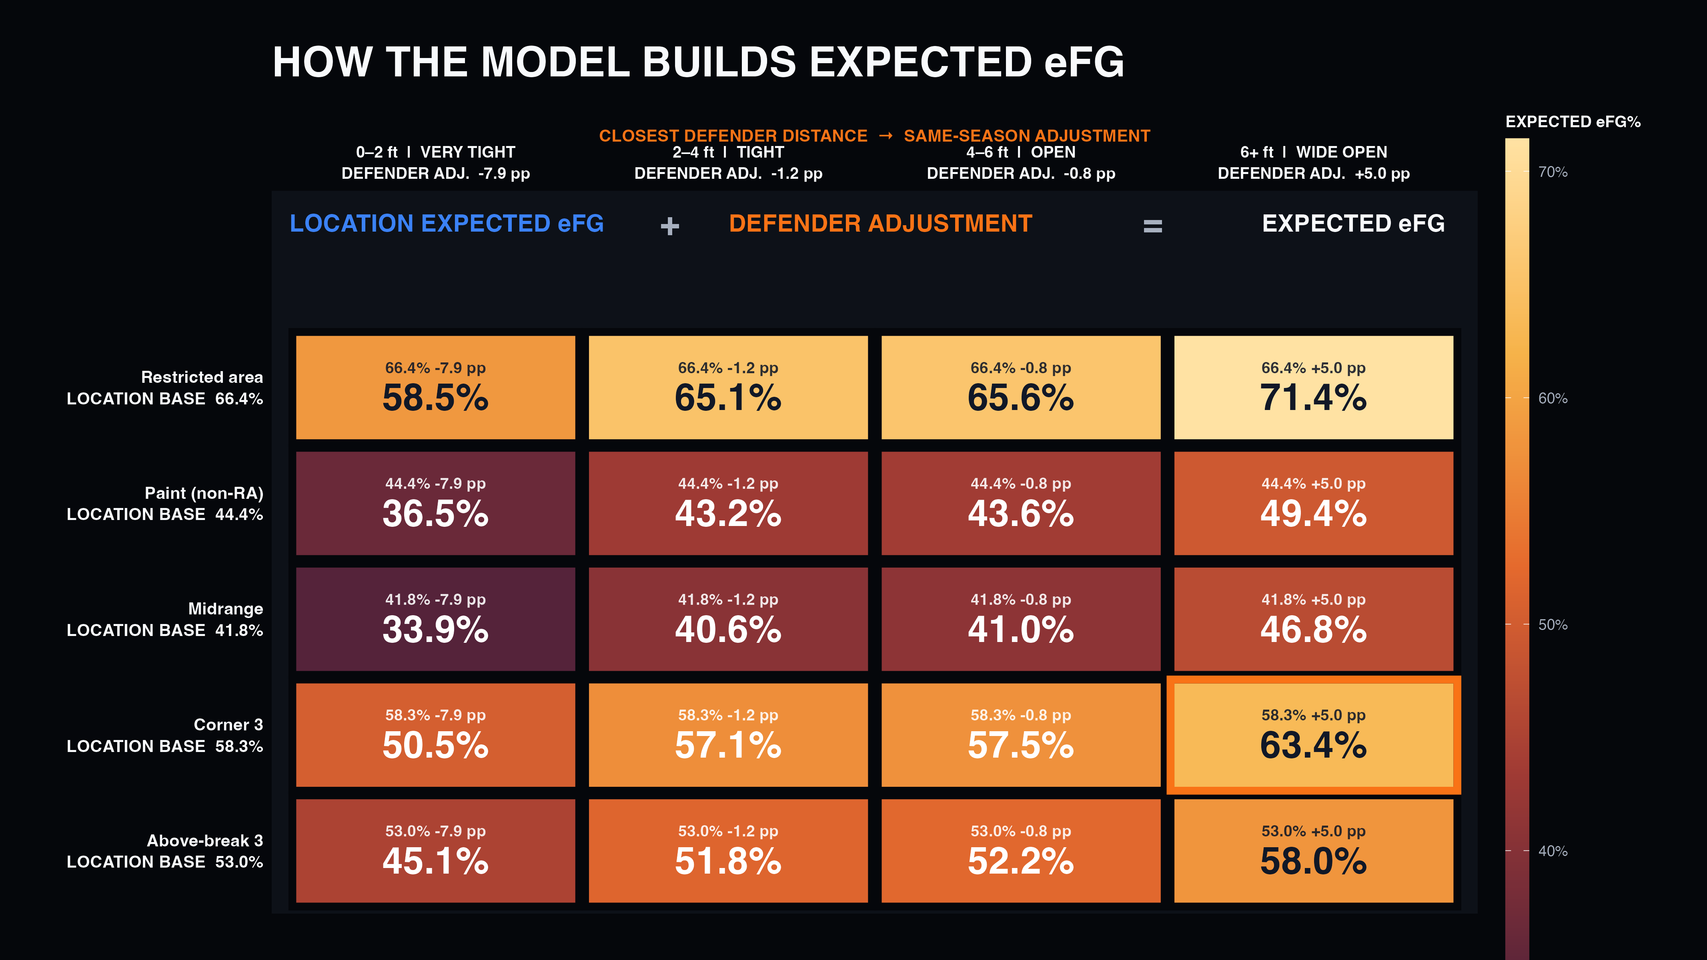 HOW THE MODEL BUILDS EXPECTED eFG
EXPECTED eFG%
CLOSEST DEFENDER DISTANCE → SAME-SEASON ADJUSTMENT
0–2 ft | VERY TIGHT
DEFENDER ADJ. -7.9 pp
2–4 ft | TIGHT
DEFENDER ADJ. -1.2 pp
4–6 ft | OPEN
DEFENDER ADJ. -0.8 pp
6+ ft | WIDE OPEN
DEFENDER ADJ. +5.0 pp
LOCATION EXPECTED eFG + DEFENDER ADJUSTMENT = EXPECTED eFG
Restricted area
LOCATION BASE 66.4%
66.4% -7.9 pp
58.5%
66.4% -1.2 pp
65.1%
66.4% -0.8 pp
65.6%
66.4% +5.0 pp
71.4%
Paint (non-RA)
LOCATION BASE 44.4%
44.4% -7.9 pp
36.5%
44.4% -1.2 pp
43.2%
44.4% -0.8 pp
43.6%
44.4% +5.0 pp
49.4%
Midrange
LOCATION BASE 41.8%
41.8% -7.9 pp
33.9%
41.8% -1.2 pp
40.6%
41.8% -0.8 pp
41.0%
41.8% +5.0 pp
46.8%
Corner 3
LOCATION BASE 58.3%
58.3% -7.9 pp
50.5%
58.3% -1.2 pp
57.1%
58.3% -0.8 pp
57.5%
58.3% +5.0 pp
63.4%
Above-break 3
LOCATION BASE 53.0%
53.0% -7.9 pp
45.1%
53.0% -1.2 pp
51.8%
53.0% -0.8 pp
52.2%
53.0% +5.0 pp
58.0%
70%
60%
50%
40%